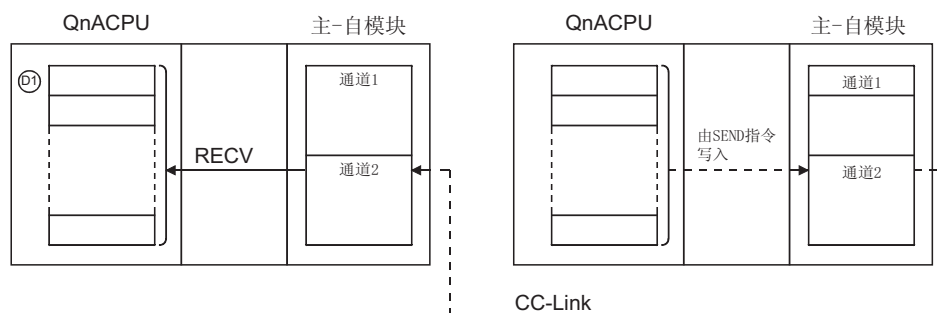 QnACPU
主-自模块
D1
通道1
RECV
通道2
QnACPU
主-自模块
通道1
由SEND指令
写入
通道2
CC-Link